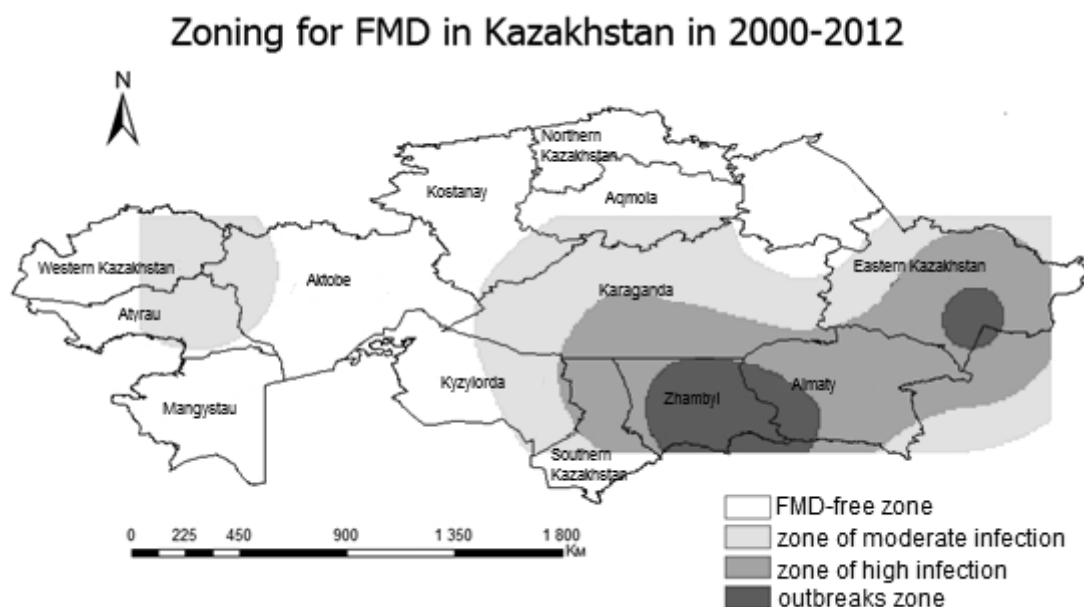 Zoning for FMD in Kazakhstan in 2000-2012
N
Northern
Kazakhstan
Kostanay
Aqmola
Western Kazakhstan
Aktobe
Eastern Kazakhstan
Karaganda
Atyrau
Kyzylorda
Zhambyl
Almaty
Mangystau
Southern
Kazakhstan
0 225 450 900 1 350 1 800
Км
FMD-free zone
zone of moderate infection
zone of high infection
outbreaks zone